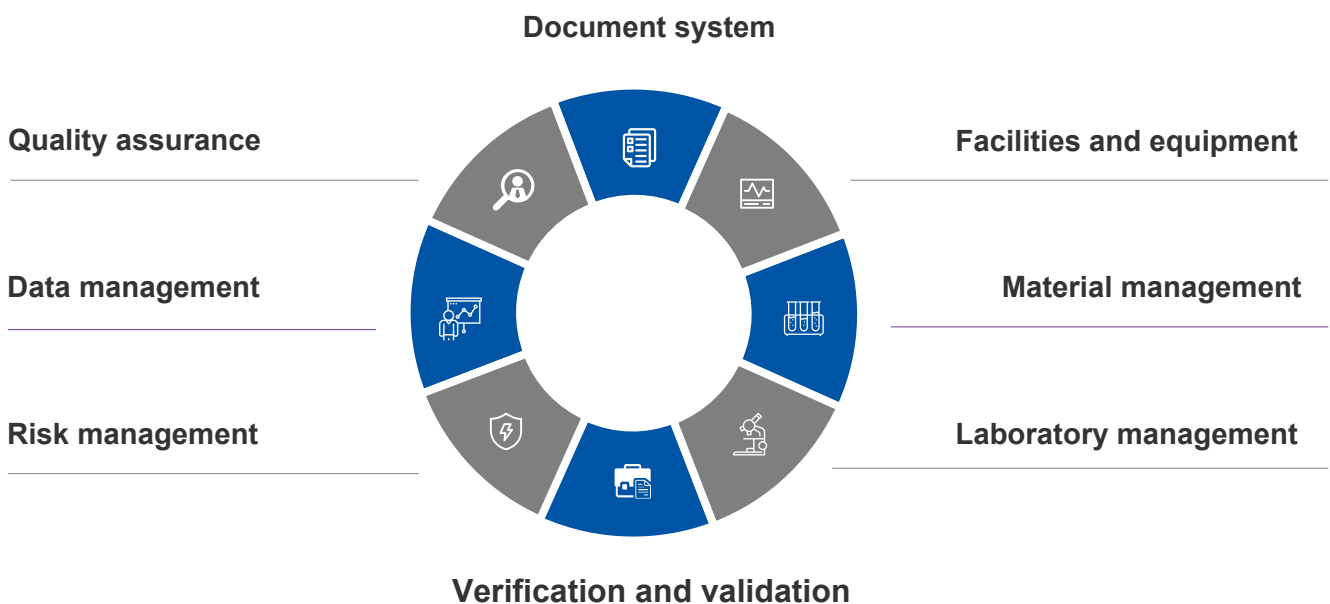 Document system
Quality assurance
Facilities and equipment
Data management
Material management
Risk management
Laboratory management
Verification and validation